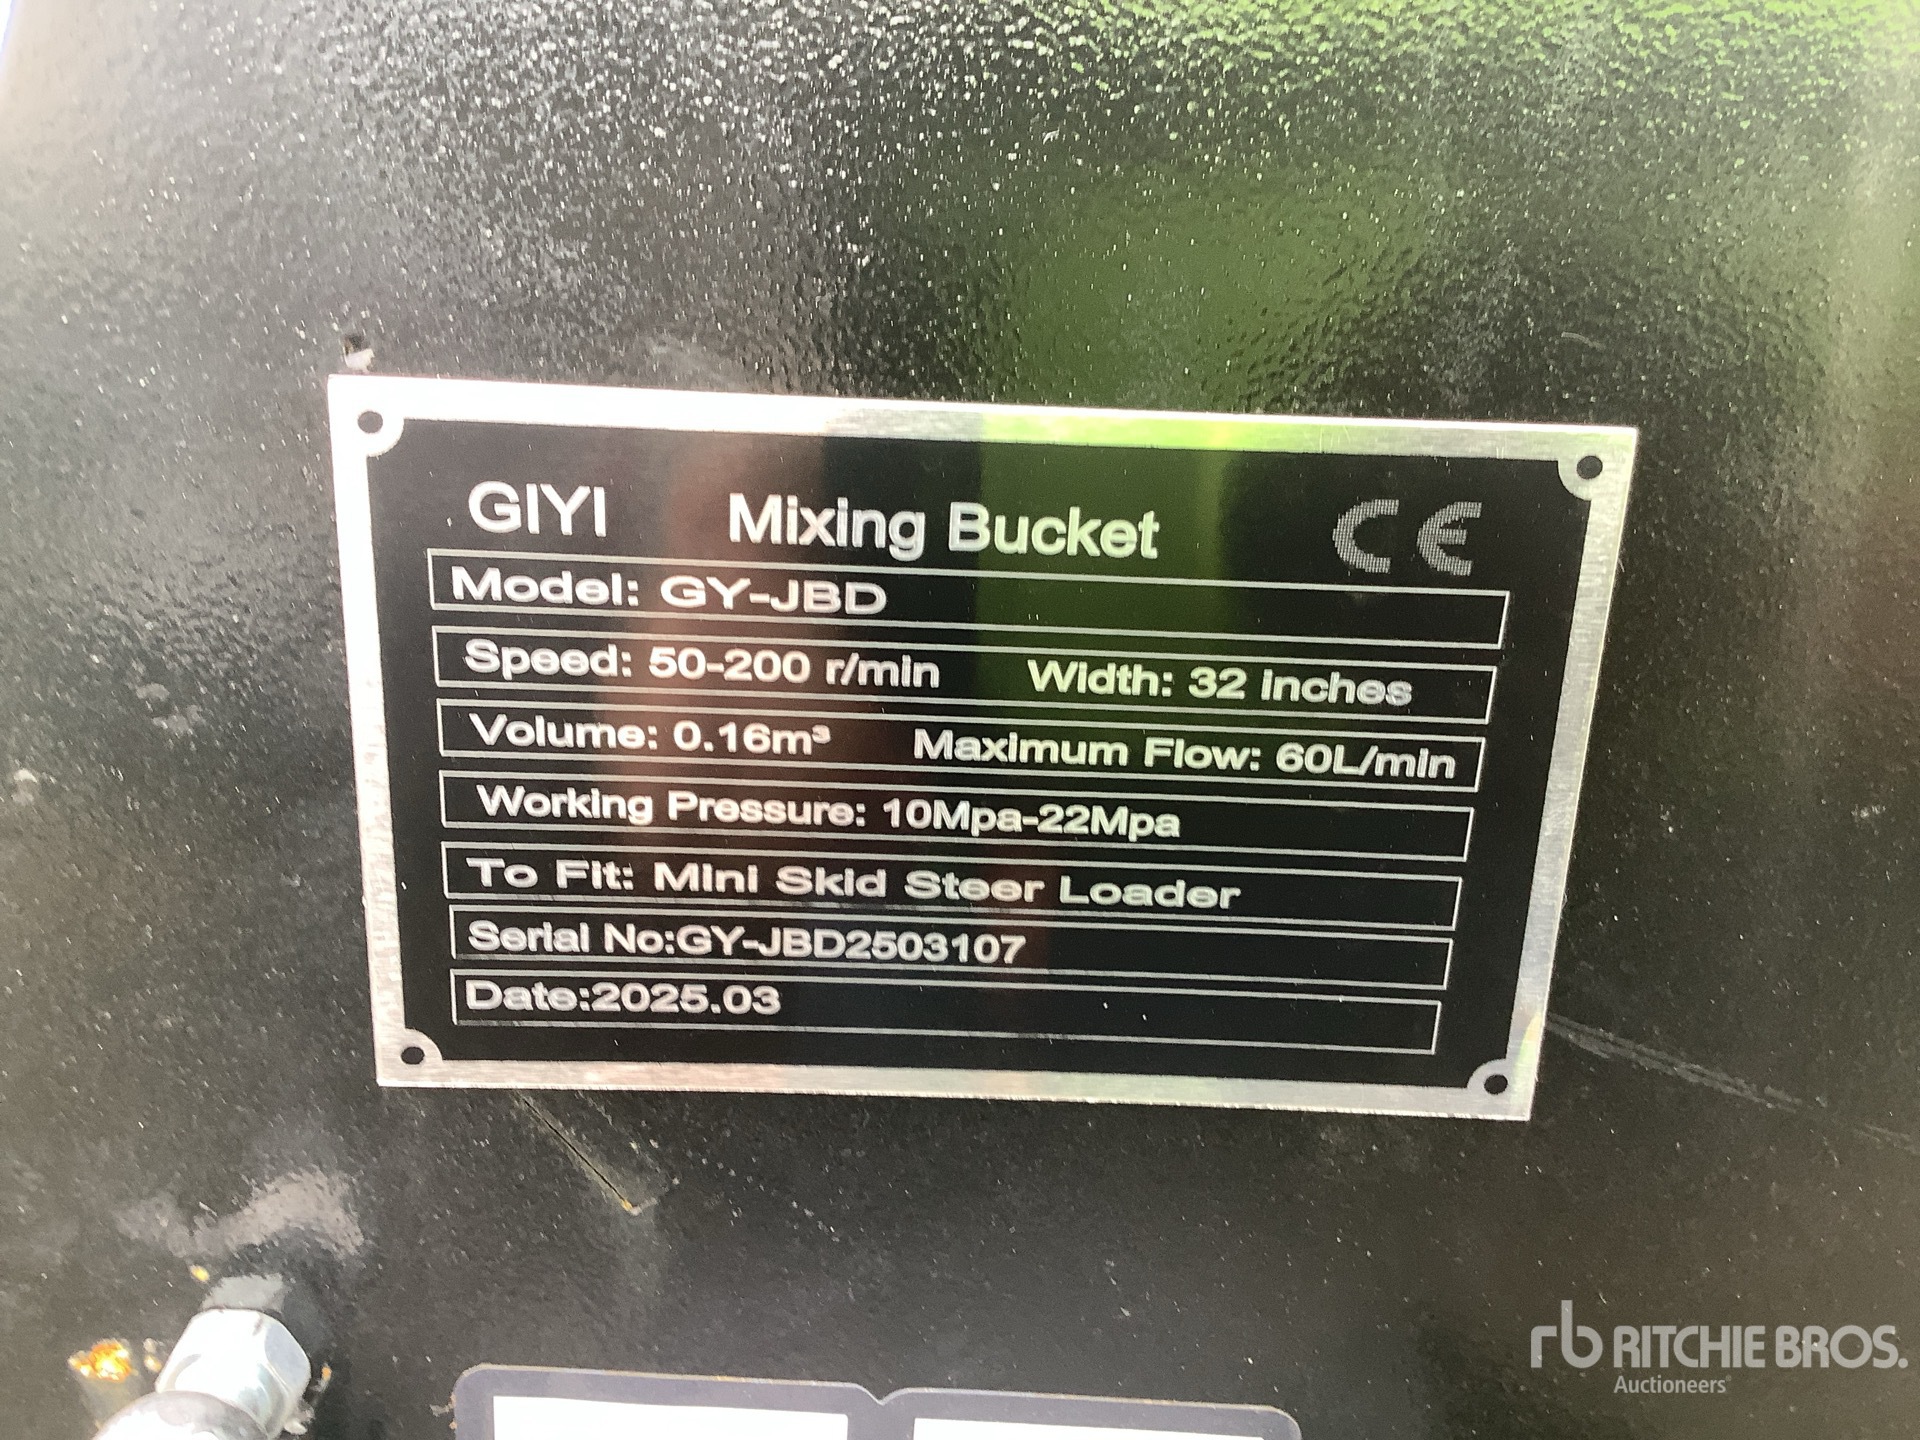 GIYI Mixing Bucket CE
Model: GY-JBD
Speed: 50-200 r/min Width: 32 inches
Volume: 0.16m³ Maximum Flow: 60L/min
Working Pressure: 10Mpa-22Mpa
To Fit: Mini Skid Steer Loader
Serial No:GY-JBD2503107
Date:2025.03
rb RITCHIE BROS.
Auctioneers